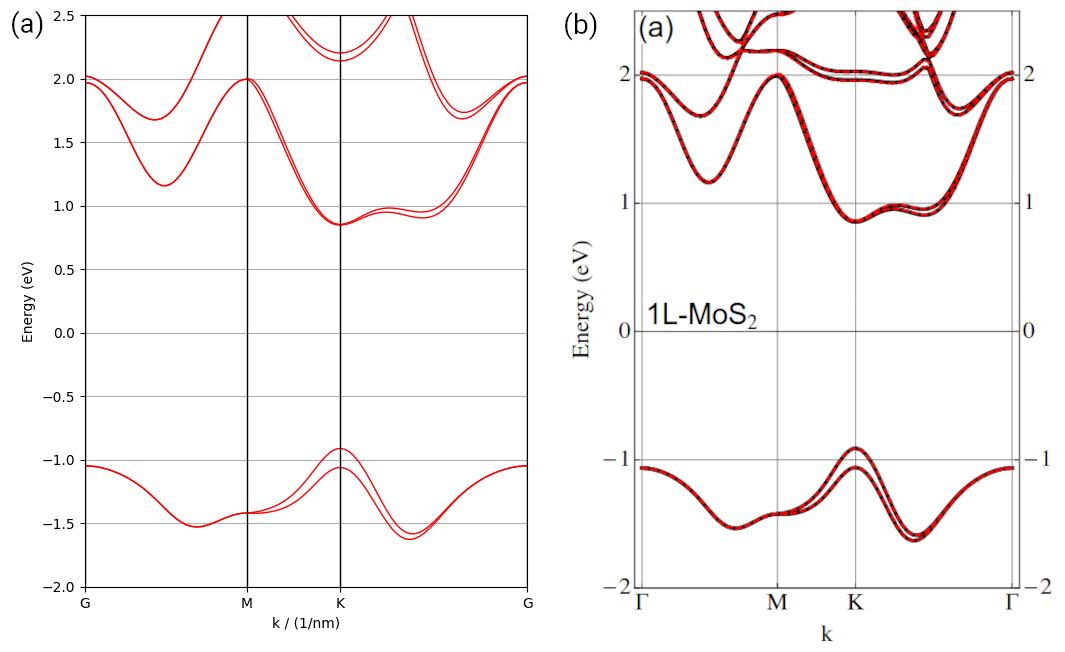 (a)
2.5
2.0
1.5
1.0
0.5
0.0
−0.5
−1.0
−1.5
−2.0
Energy (eV)
G M K G
k / (1/nm)
(b)
(a)
2 2
1 1
0 0
−1 −1
−2 −2
Energy (eV)
1L-MoS₂
Γ M K Γ
k